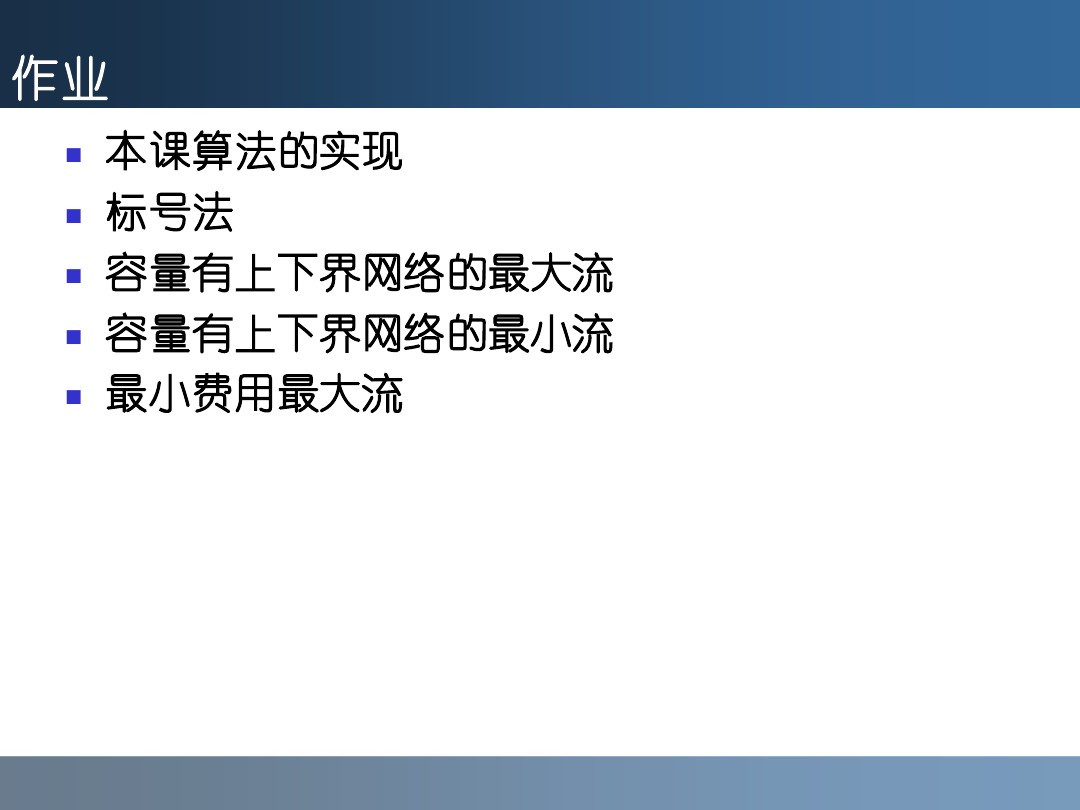 作业
本课算法的实现
标号法
容量有上下界网络的最大流
容量有上下界网络的最小流
最小费用最大流